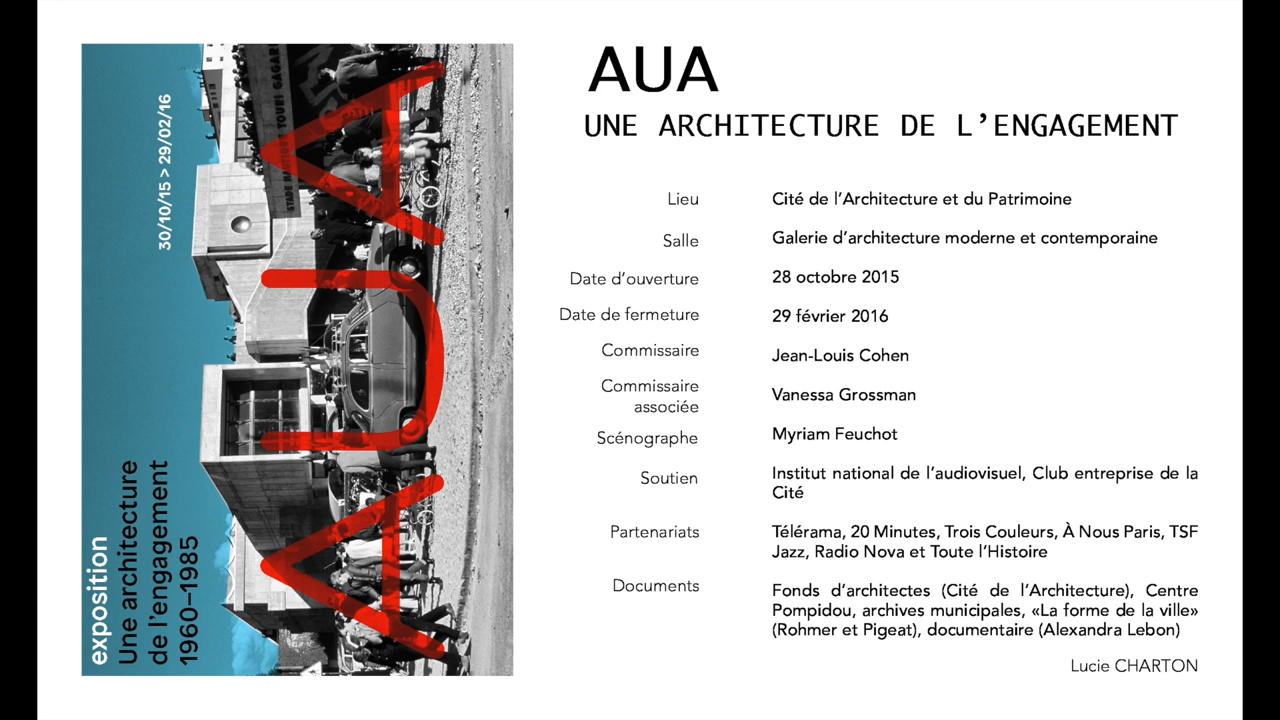 exposition
Une architecture
de l'engagement
1960–1985
30/10/15 > 29/02/16
AUA
STADE NAUTIQUE YOURI GAGARI
AUA
UNE ARCHITECTURE DE L'ENGAGEMENT
Lieu
Cité de l'Architecture et du Patrimoine
Salle
Galerie d'architecture moderne et contemporaine
Date d'ouverture
28 octobre 2015
Date de fermeture
29 février 2016
Commissaire
Jean-Louis Cohen
Commissaire
associée
Vanessa Grossman
Scénographe
Myriam Feuchot
Soutien
Institut national de l'audiovisuel, Club entreprise de la
Cité
Partenariats
Télérama, 20 Minutes, Trois Couleurs, À Nous Paris, TSF
Jazz, Radio Nova et Toute l'Histoire
Documents
Fonds d'architectes (Cité de l'Architecture), Centre
Pompidou, archives municipales, «La forme de la ville»
(Rohmer et Pigeat), documentaire (Alexandra Lebon)
Lucie CHARTON